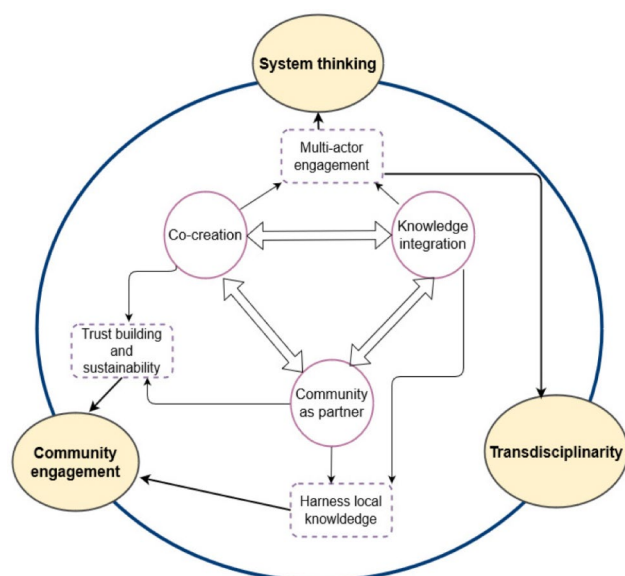 System thinking
Multi-actor
engagement
Co-creation
Knowledge
integration
Trust building
and
sustainability
Community
as partner
Community
engagement
Transdisciplinarity
Harness local
knowldedge